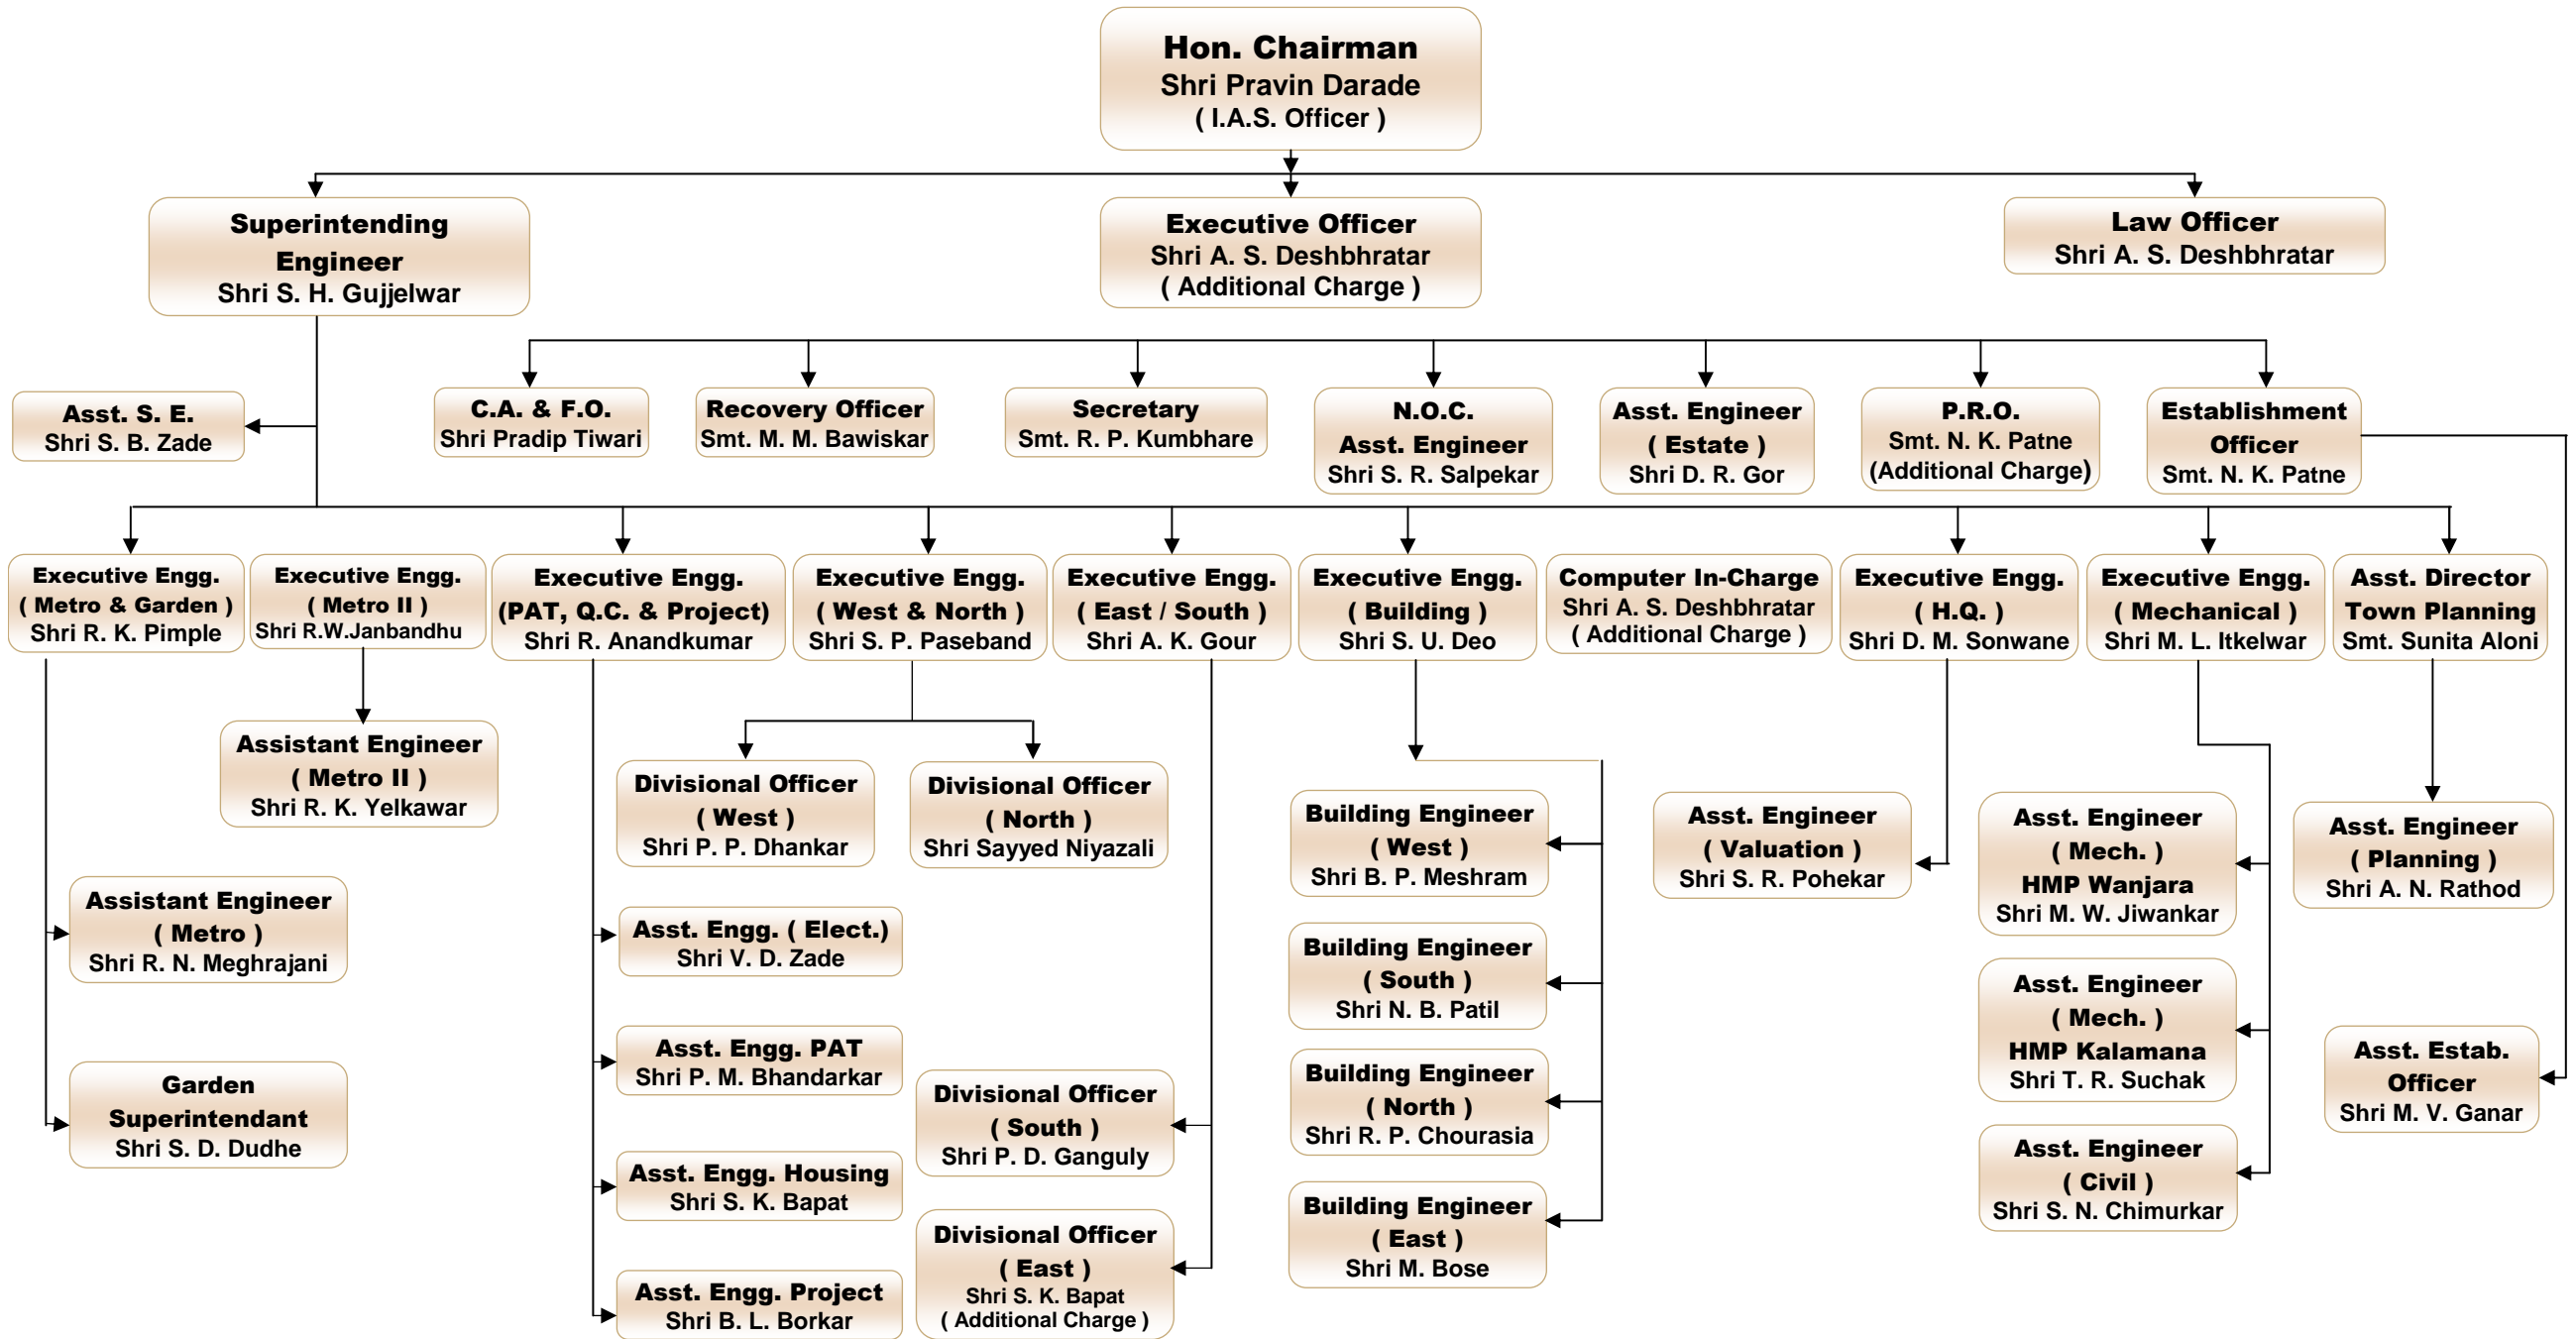 Hon. Chairman
Shri Pravin Darade
( I.A.S. Officer )
Superintending
Engineer
Shri S. H. Gujjelwar
Executive Officer
Shri A. S. Deshbhratar
( Additional Charge )
Law Officer
Shri A. S. Deshbhratar
Asst. S. E.
Shri S. B. Zade
C.A. & F.O.
Shri Pradip Tiwari
Recovery Officer
Smt. M. M. Bawiskar
Secretary
Smt. R. P. Kumbhare
N.O.C.
Asst. Engineer
Shri S. R. Salpekar
Asst. Engineer
( Estate )
Shri D. R. Gor
P.R.O.
Smt. N. K. Patne
(Additional Charge)
Establishment
Officer
Smt. N. K. Patne
Executive Engg.
( Metro & Garden )
Shri R. K. Pimple
Executive Engg.
( Metro II )
Shri R.W.Janbandhu
Executive Engg.
(PAT, Q.C. & Project)
Shri R. Anandkumar
Executive Engg.
( West & North )
Shri S. P. Paseband
Executive Engg.
( East / South )
Shri A. K. Gour
Executive Engg.
( Building )
Shri S. U. Deo
Computer In-Charge
Shri A. S. Deshbhratar
( Additional Charge )
Executive Engg.
( H.Q. )
Shri D. M. Sonwane
Executive Engg.
( Mechanical )
Shri M. L. Itkelwar
Asst. Director
Town Planning
Smt. Sunita Aloni
Assistant Engineer
( Metro II )
Shri R. K. Yelkawar
Divisional Officer
( West )
Shri P. P. Dhankar
Divisional Officer
( North )
Shri Sayyed Niyazali
Building Engineer
( West )
Shri B. P. Meshram
Asst. Engineer
( Valuation )
Shri S. R. Pohekar
Asst. Engineer
( Mech. )
HMP Wanjara
Shri M. W. Jiwankar
Asst. Engineer
( Planning )
Shri A. N. Rathod
Assistant Engineer
( Metro )
Shri R. N. Meghrajani
Asst. Engg. ( Elect.)
Shri V. D. Zade
Building Engineer
( South )
Shri N. B. Patil
Asst. Engineer
( Mech. )
HMP Kalamana
Shri T. R. Suchak
Garden
Superintendant
Shri S. D. Dudhe
Asst. Engg. PAT
Shri P. M. Bhandarkar
Divisional Officer
( South )
Shri P. D. Ganguly
Building Engineer
( North )
Shri R. P. Chourasia
Asst. Estab.
Officer
Shri M. V. Ganar
Asst. Engg. Housing
Shri S. K. Bapat
Asst. Engineer
( Civil )
Shri S. N. Chimurkar
Divisional Officer
( East )
Shri S. K. Bapat
( Additional Charge )
Building Engineer
( East )
Shri M. Bose
Asst. Engg. Project
Shri B. L. Borkar